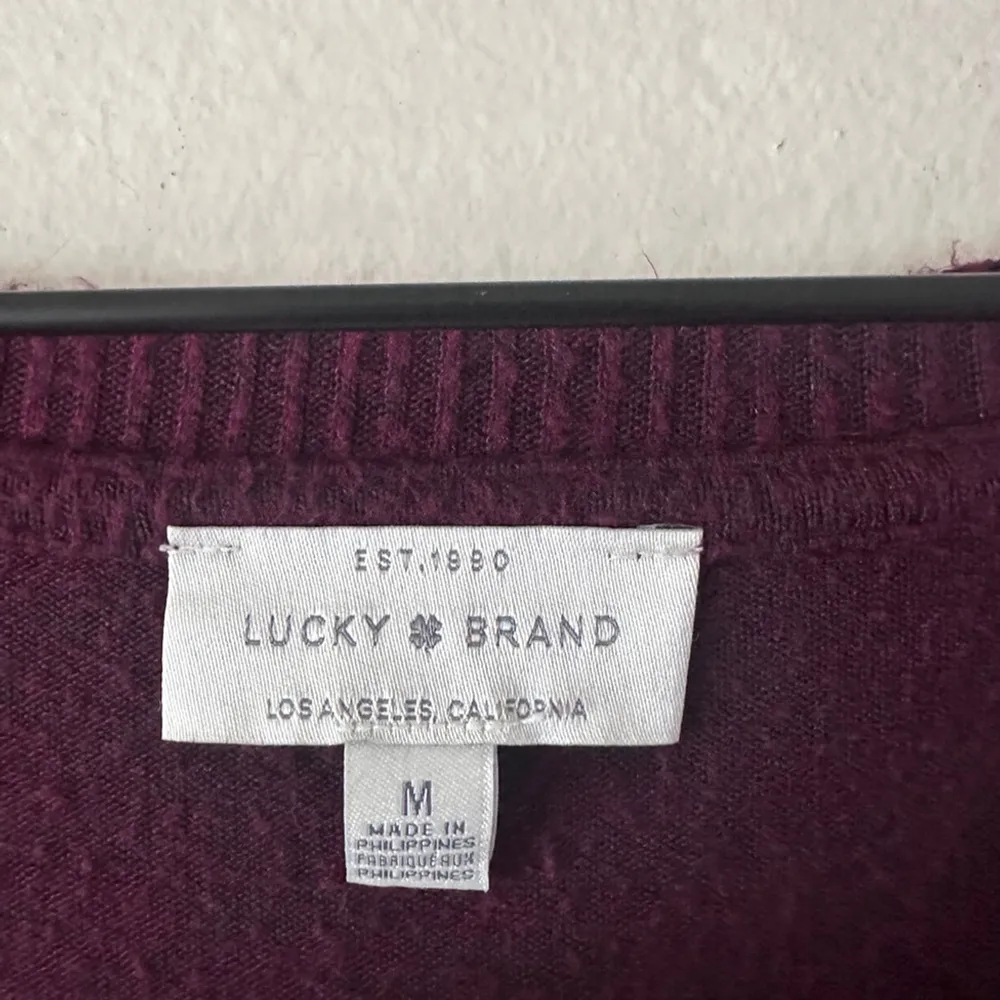 EST.1990
LUCKY BRAND
LOS ANGELES, CALIFORNIA
M
MADE IN
PHILIPPINES
FABRIQUÉ AUX
PHILIPPINES